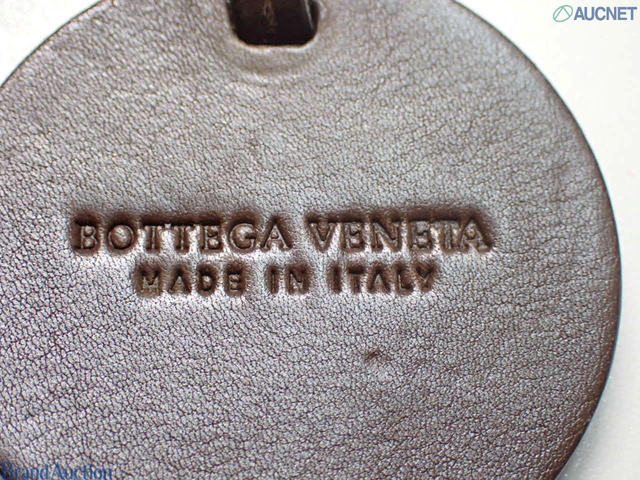 AUCNET
BOTTEGA VENETA
MADE IN ITALY
Brand Auction